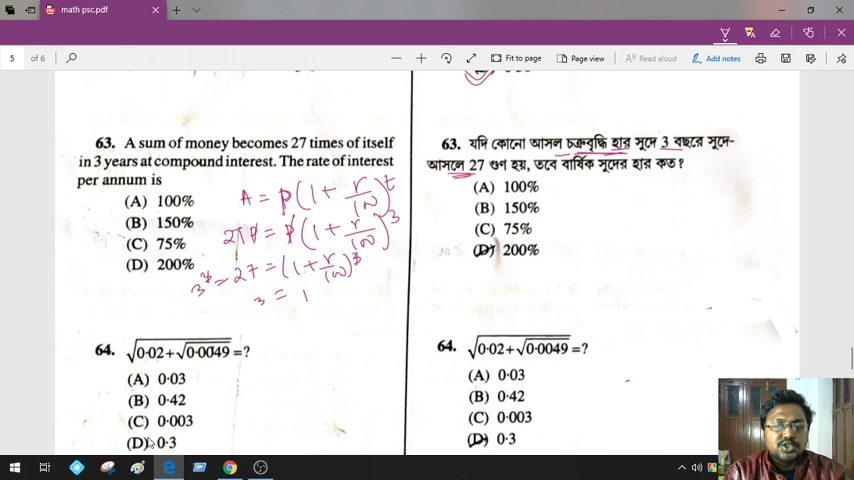 math psc.pdf
5 of 6
Fit to page
Page view
Read aloud
Add notes
63. A sum of money becomes 27 times of itself
in 3 years at compound interest. The rate of interest
per annum is
(A) 100%
(B) 150%
(C) 75%
(D) 200%
A = p(1 + r/100)^t
27p = p(1 + r/100)^3
3^3 = 27 = (1 + r/100)^3
3 = 1
64. √0·02+√0·0049 = ?
(A) 0·03
(B) 0·42
(C) 0·003
(D) 0·3
63. যদি কোনো আসল চক্রবৃদ্ধি হার সুদে 3 বছরে সুদে-
আসলে 27 গুণ হয়, তবে বার্ষিক সুদের হার কত?
(A) 100%
(B) 150%
(C) 75%
(D) 200%
64. √0·02+√0·0049 = ?
(A) 0·03
(B) 0·42
(C) 0·003
(D) 0·3